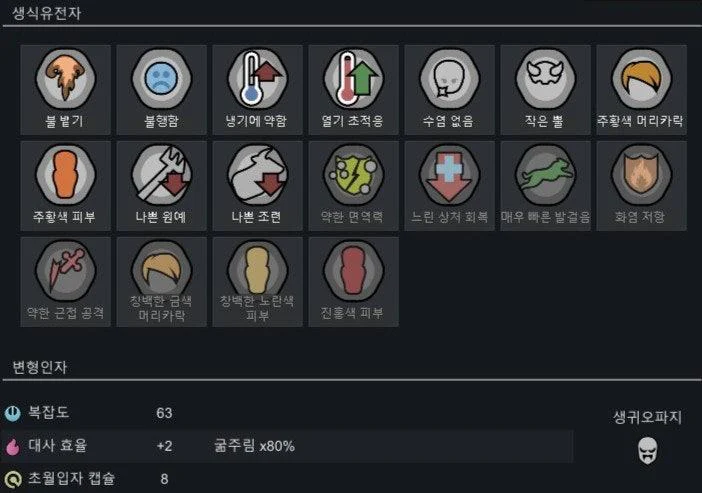 생식유전자
불 뱉기
불행함
냉기에 약함
열기 초적응
수염 없음
작은 뿔
주황색 머리카락
주황색 피부
나쁜 원예
나쁜 조련
약한 면역력
느린 상처 회복
매우 빠른 발걸음
화염 저항
약한 근접 공격
창백한 금색
머리카락
창백한 노란색
피부
진홍색 피부
변형인자
복잡도 63
대사 효율 +2 굶주림 x80%
초월입자 캡슐 8
생귀오파지